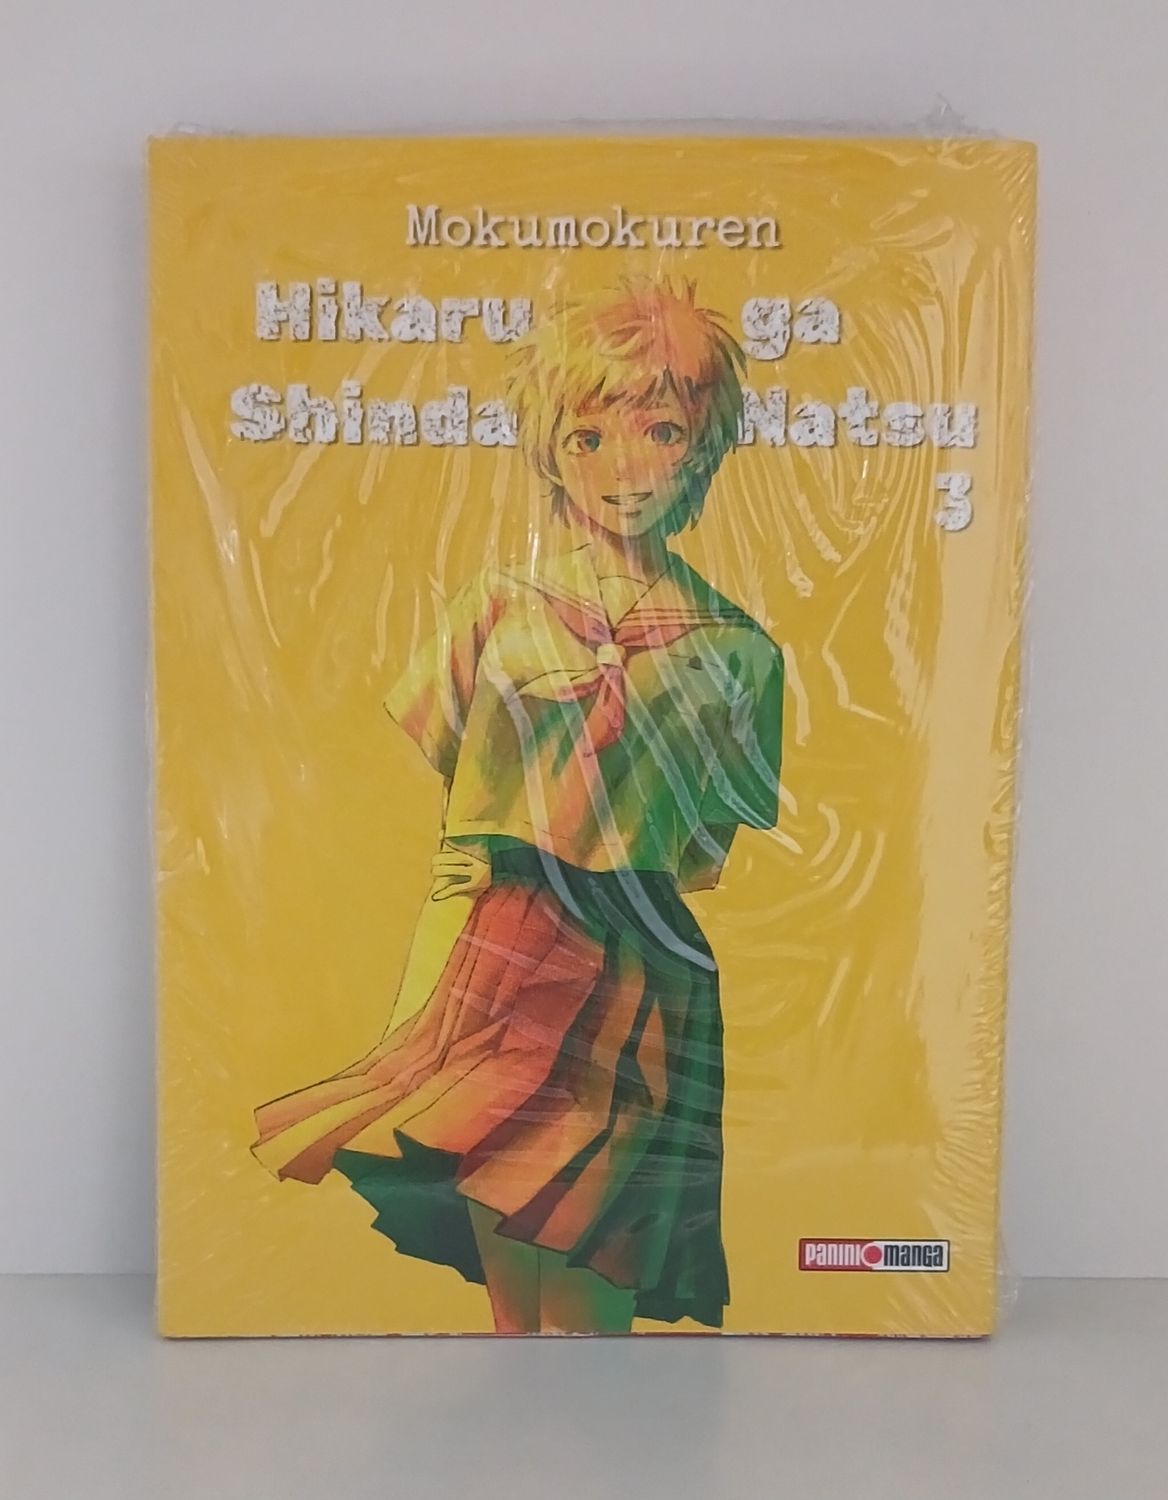 Mokumokuren
Hikaru ga
Shinda Natsu
3
PANINI manga